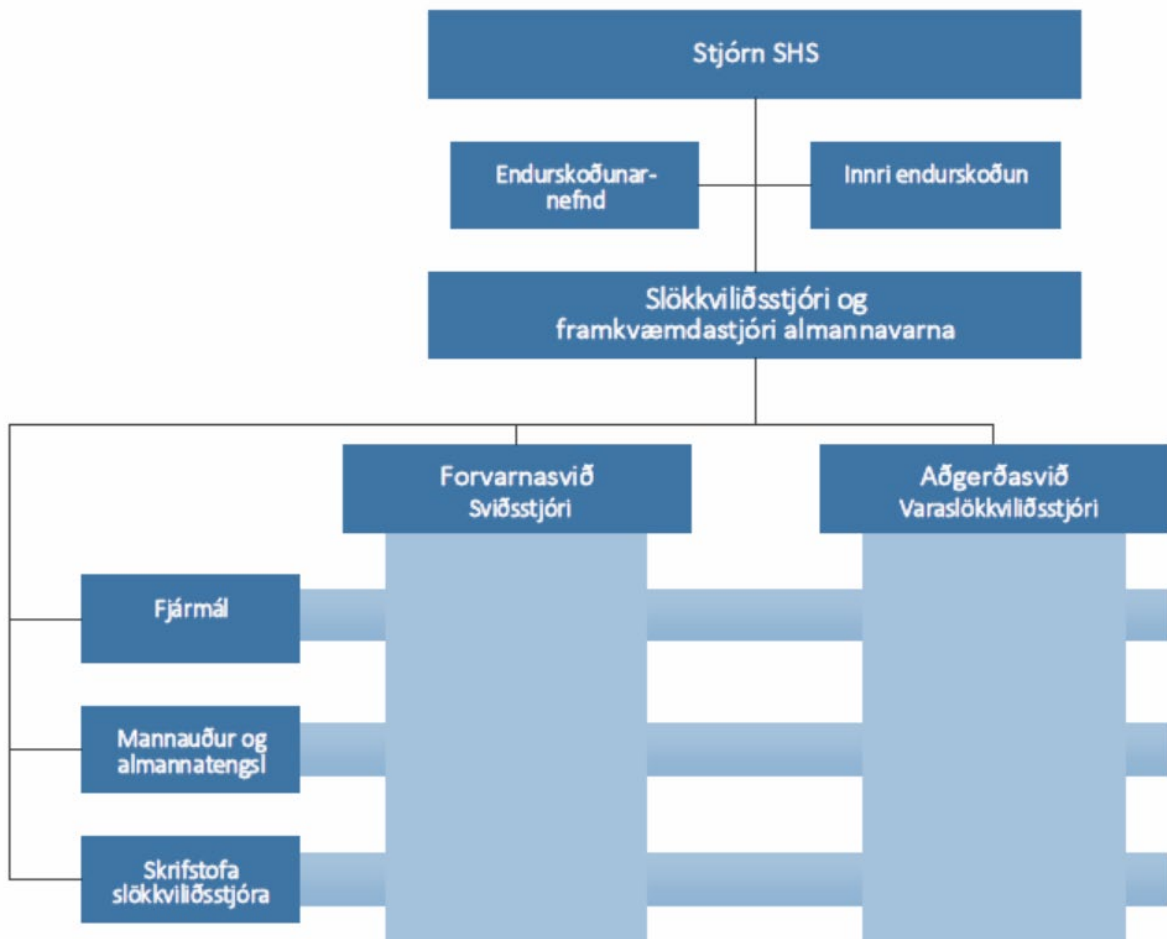 Stjórn SHS
Endurskoðunar-
nefnd
Innri endurskoðun
Slökkviliðsstjóri og
framkvæmdastjóri almannavarna
Forvarnasvið
Sviðsstjóri
Aðgerðasvið
Varaslökkviliðsstjóri
Fjármál
Mannauður og
almannatengsl
Skrifstofa
slökkviliðsstjóra